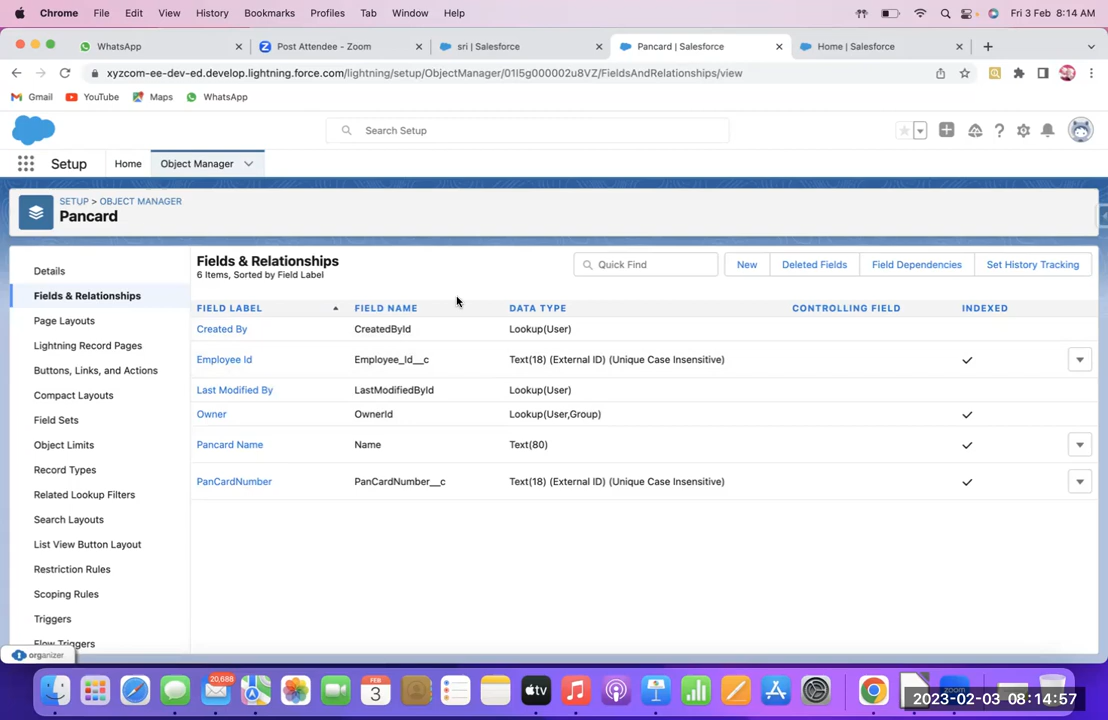 Chrome File Edit View History Bookmarks Profiles Tab Window Help Fri 3 Feb 8:14 AM
WhatsApp Post Attendee - Zoom sri | Salesforce Pancard | Salesforce Home | Salesforce
xyzcom-ee-dev-ed.develop.lightning.force.com/lightning/setup/ObjectManager/01I5g000002u8VZ/FieldsAndRelationships/view
Gmail YouTube Maps WhatsApp
Search Setup
Setup Home Object Manager
SETUP > OBJECT MANAGER
Pancard
Details
Fields & Relationships
Page Layouts
Lightning Record Pages
Buttons, Links, and Actions
Compact Layouts
Field Sets
Object Limits
Record Types
Related Lookup Filters
Search Layouts
List View Button Layout
Restriction Rules
Scoping Rules
Triggers
Flow Triggers
Fields & Relationships
6 Items, Sorted by Field Label
Quick Find New Deleted Fields Field Dependencies Set History Tracking
FIELD LABEL FIELD NAME DATA TYPE CONTROLLING FIELD INDEXED
Created By CreatedById Lookup(User)
Employee Id Employee_Id__c Text(18) (External ID) (Unique Case Insensitive)
Last Modified By LastModifiedById Lookup(User)
Owner OwnerId Lookup(User,Group)
Pancard Name Name Text(80)
PanCardNumber PanCardNumber__c Text(18) (External ID) (Unique Case Insensitive)
organizer
20,688
FEB
3
tv
zoom
2023-02-03 08:14:57